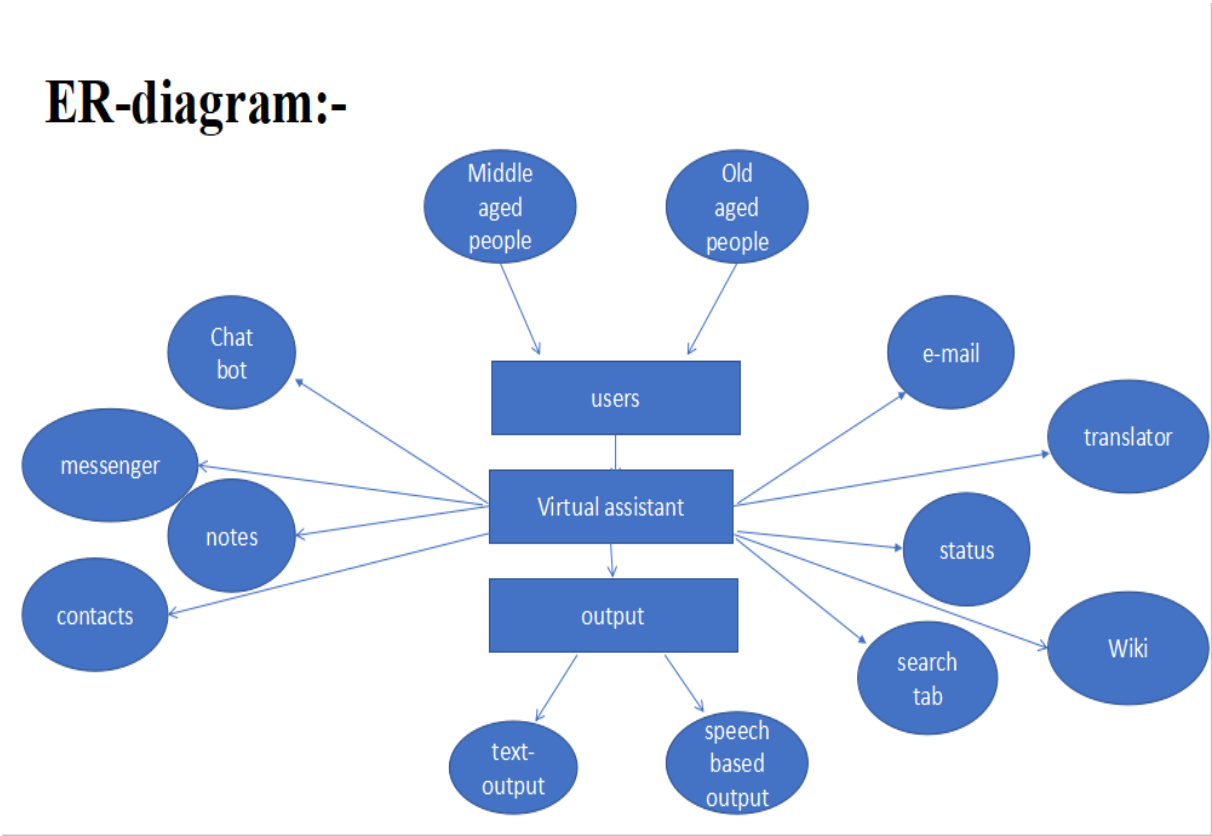 ER-diagram:-
Middle
aged
people
Old
aged
people
Chat
bot
e-mail
users
messenger
translator
Virtual assistant
notes
status
contacts
output
Wiki
search
tab
text-
output
speech
based
output